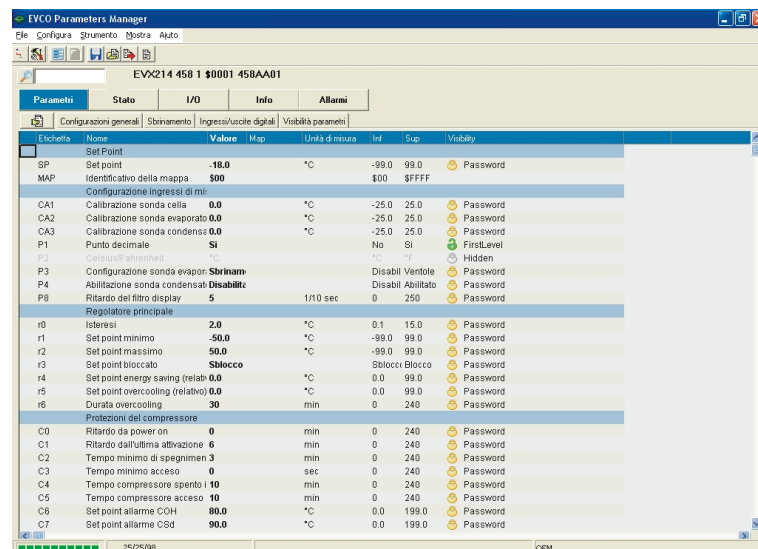 EVCO Parameters Manager
File Configura Strumento Mostra Aiuto
EVX214 458 1 $0001 458AA01
Parametri Stato I/O Info Allarmi
Configurazioni generali Sbrinamento Ingressi/uscite digitali Visibilità parametri
Etichetta Nome Valore Map Unità di misura Inf Sup Visibility
Set Point
SP Set point -18.0 °C -99.0 99.0 Password
MAP Identificativo della mappa $00 $00 $FFFF
Configurazione ingressi di mi
CA1 Calibrazione sonda cella 0.0 °C -25.0 25.0 Password
CA2 Calibrazione sonda evaporato 0.0 °C -25.0 25.0 Password
CA3 Calibrazione sonda condensa 0.0 °C -25.0 25.0 Password
P1 Punto decimale Si No Si FirstLevel
P2 Celsius/Fahrenheit °C °C °F Hidden
P3 Configurazione sonda evapor Sbriname Disabil Ventole Password
P4 Abilitazione sonda condensat Disabilita Disabil Abilitato Password
P8 Ritardo del filtro display 5 1/10 sec 0 250 Password
Regolatore principale
r0 Isteresi 2.0 °C 0.1 15.0 Password
r1 Set point minimo -50.0 °C -99.0 99.0 Password
r2 Set point massimo 50.0 °C -99.0 99.0 Password
r3 Set point bloccato Sblocco Sblocc Blocco Password
r4 Set point energy saving (relativ 0.0 °C 0.0 99.0 Password
r5 Set point overcooling (relativo) 0.0 °C 0.0 99.0 Password
r6 Durata overcooling 30 min 0 240 Password
Protezioni del compressore
C0 Ritardo da power on 0 min 0 240 Password
C1 Ritardo dall'ultima attivazione 6 min 0 240 Password
C2 Tempo minimo di spegnimen 3 min 0 240 Password
C3 Tempo minimo acceso 0 sec 0 240 Password
C4 Tempo compressore spento i 10 min 0 240 Password
C5 Tempo compressore acceso 10 min 0 240 Password
C6 Set point allarme COH 80.0 °C 0.0 199.0 Password
C7 Set point allarme CSd 90.0 °C 0.0 199.0 Password
25/25/98 OEM